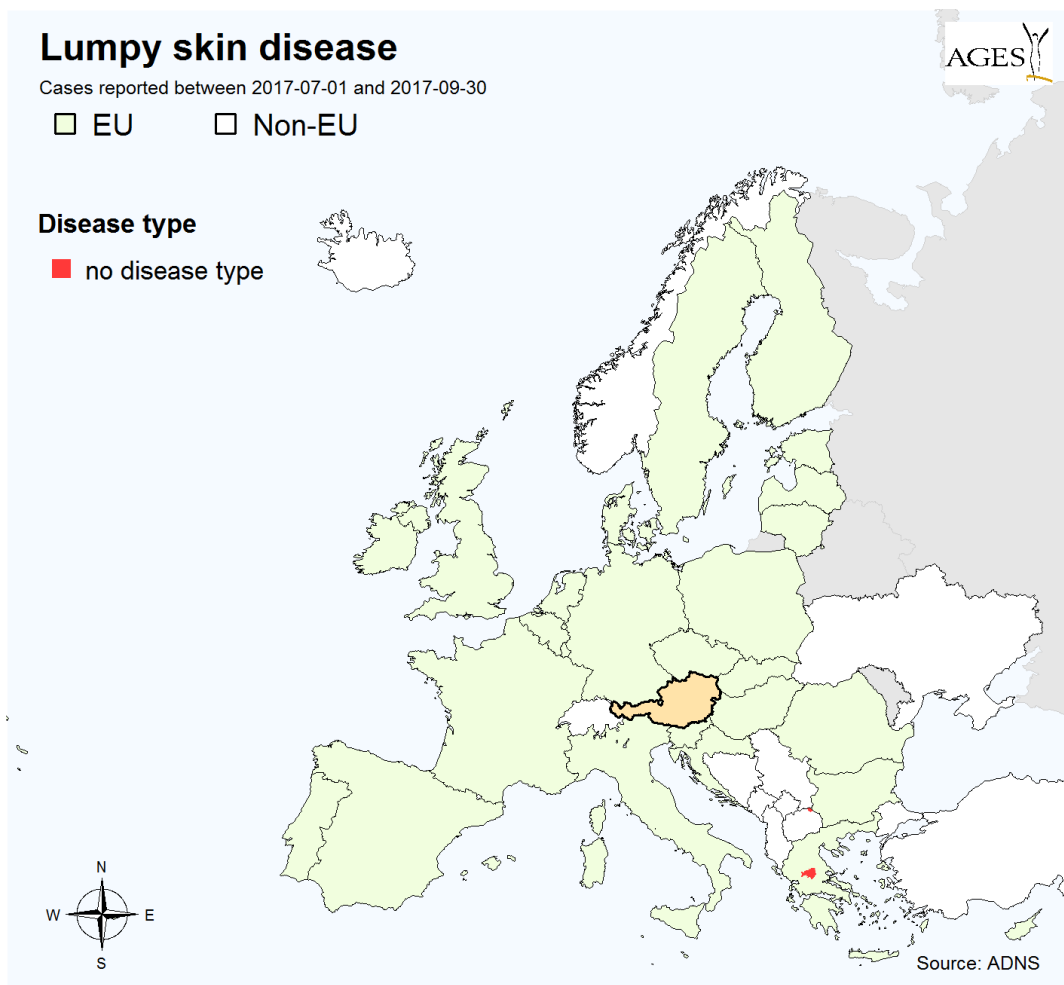 Lumpy skin disease
Cases reported between 2017-07-01 and 2017-09-30
EU Non-EU
AGES
Disease type
no disease type
N
W E
S
Source: ADNS